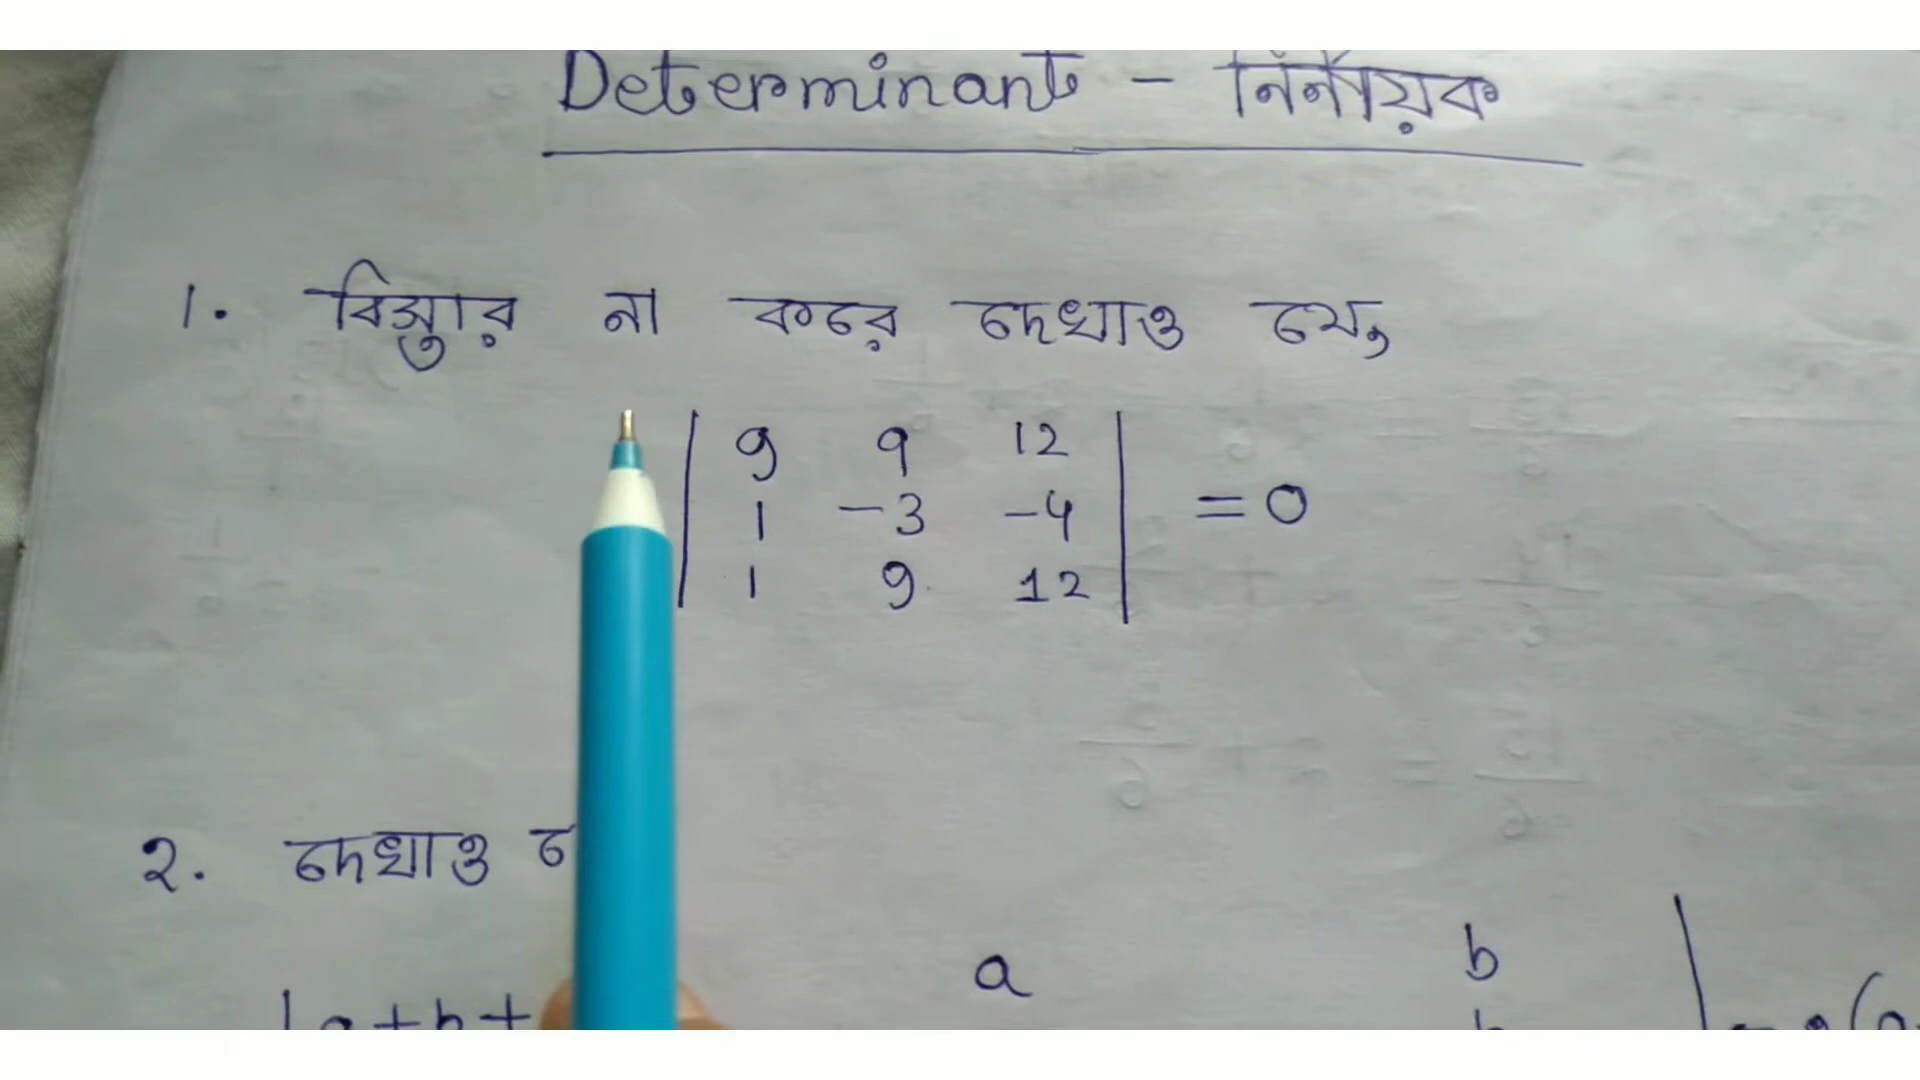 Determinant - নির্নায়ক
1. বিস্তার না করে দেখাও যে,
9 9 12
1 -3 -4 = 0
1 9 12
২. দেখাও
a b